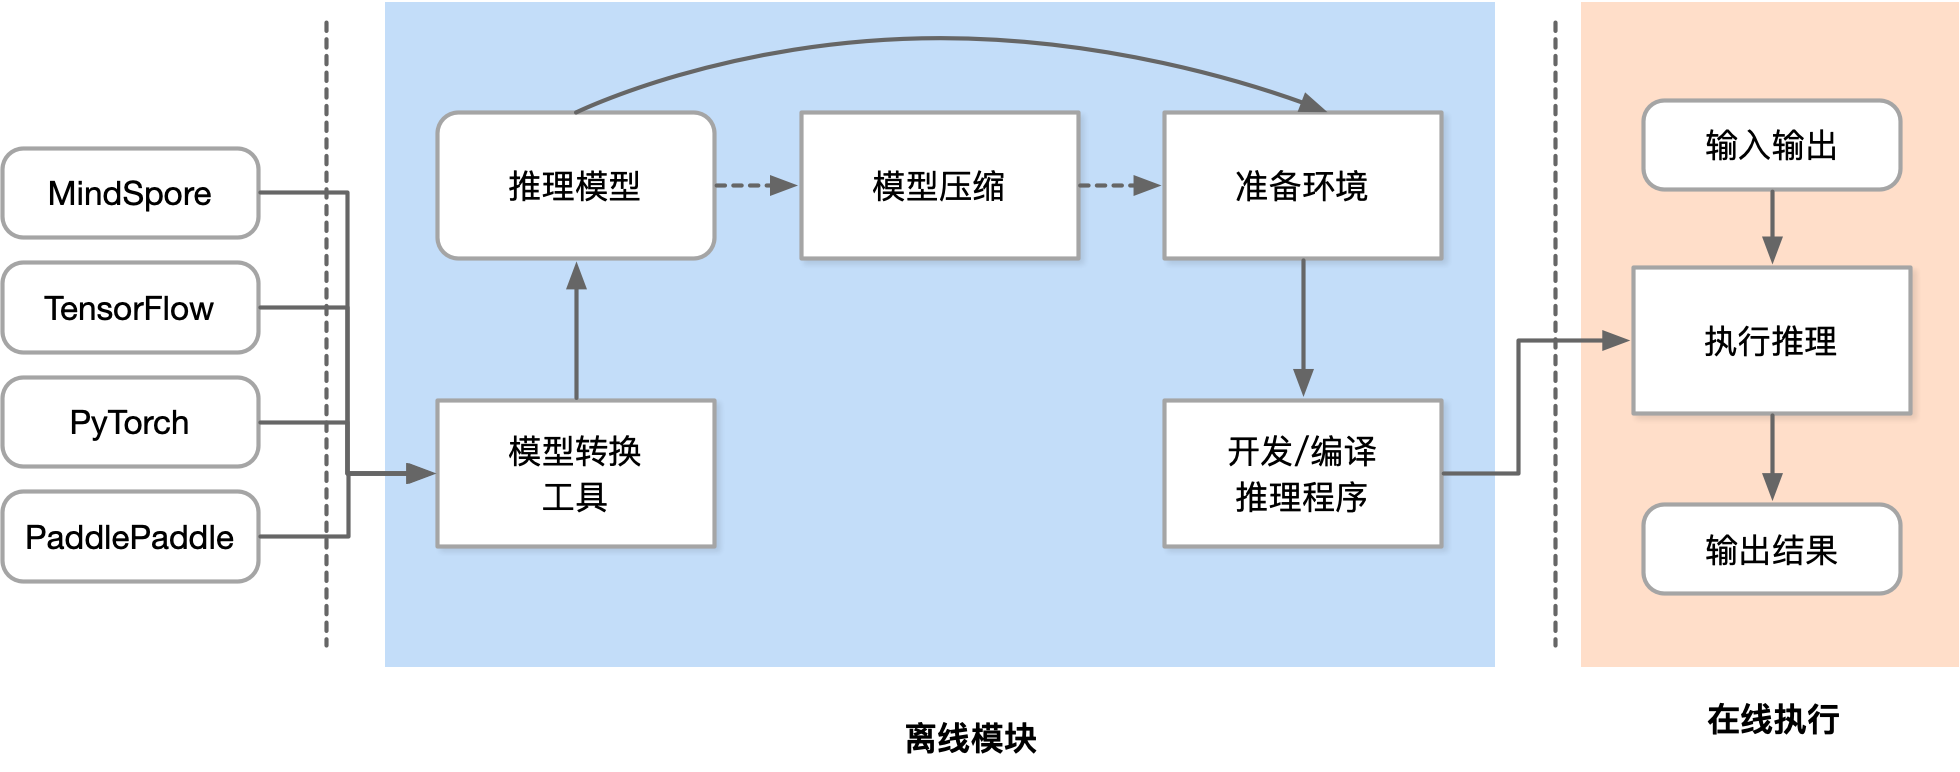 MindSpore
TensorFlow
PyTorch
PaddlePaddle
推理模型
模型压缩
准备环境
模型转换
工具
开发/编译
推理程序
离线模块
输入输出
执行推理
输出结果
在线执行